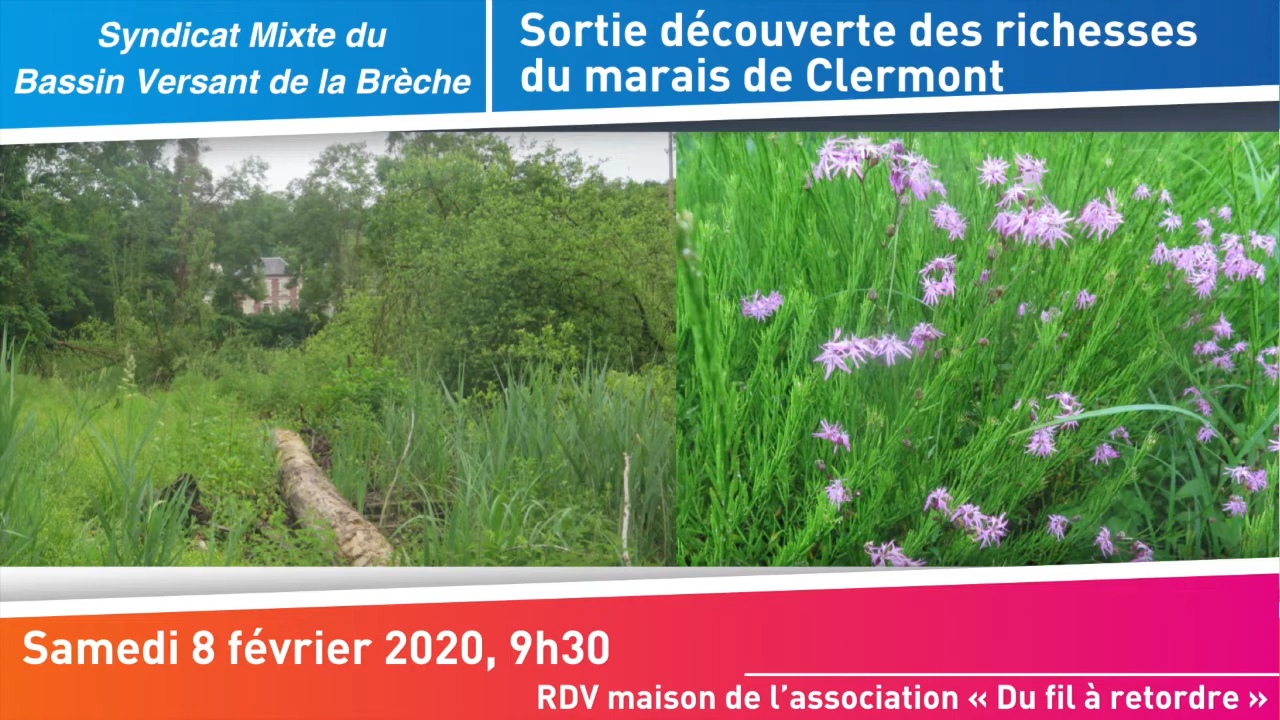 Syndicat Mixte du
Bassin Versant de la Brèche
Sortie découverte des richesses
du marais de Clermont
Samedi 8 février 2020, 9h30
RDV maison de l'association « Du fil à retordre »